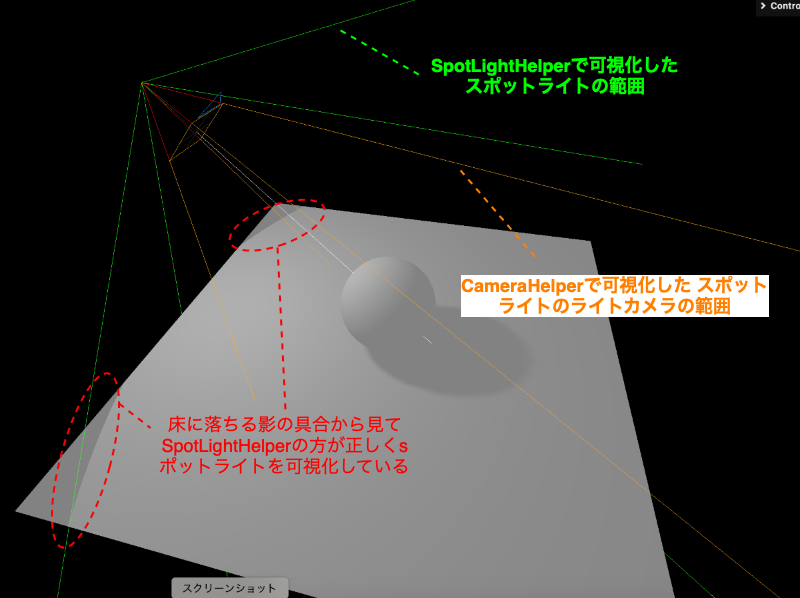 Contro
SpotLightHelperで可視化した
スポットライトの範囲
CameraHelperで可視化した スポット
ライトのライトカメラの範囲
床に落ちる影の具合から見て
SpotLightHelperの方が正しくs
ポットライトを可視化している
スクリーンショット